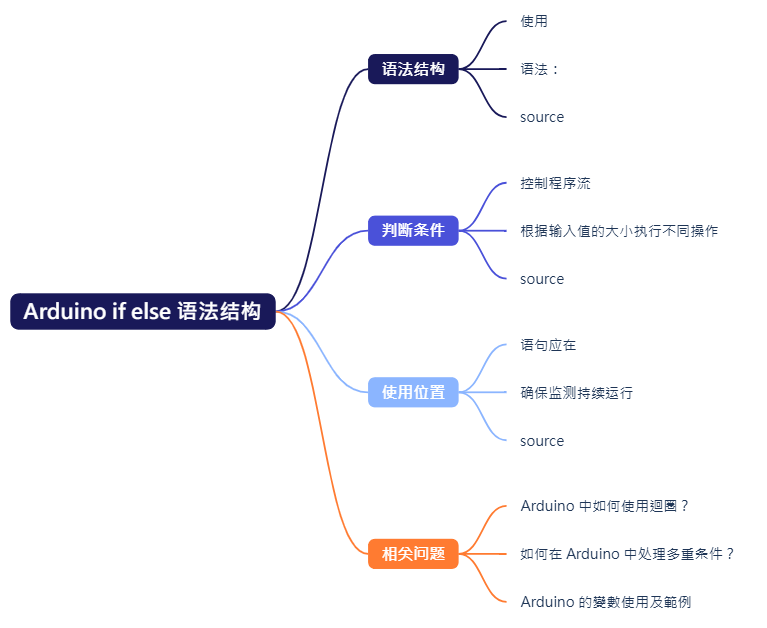 Arduino if else 语法结构
语法结构
使用
语法：
source
判断条件
控制程序流
根据输入值的大小执行不同操作
source
使用位置
语句应在
确保监测持续运行
source
相关问题
Arduino 中如何使用迴圈？
如何在 Arduino 中处理多重条件？
Arduino 的變數使用及範例